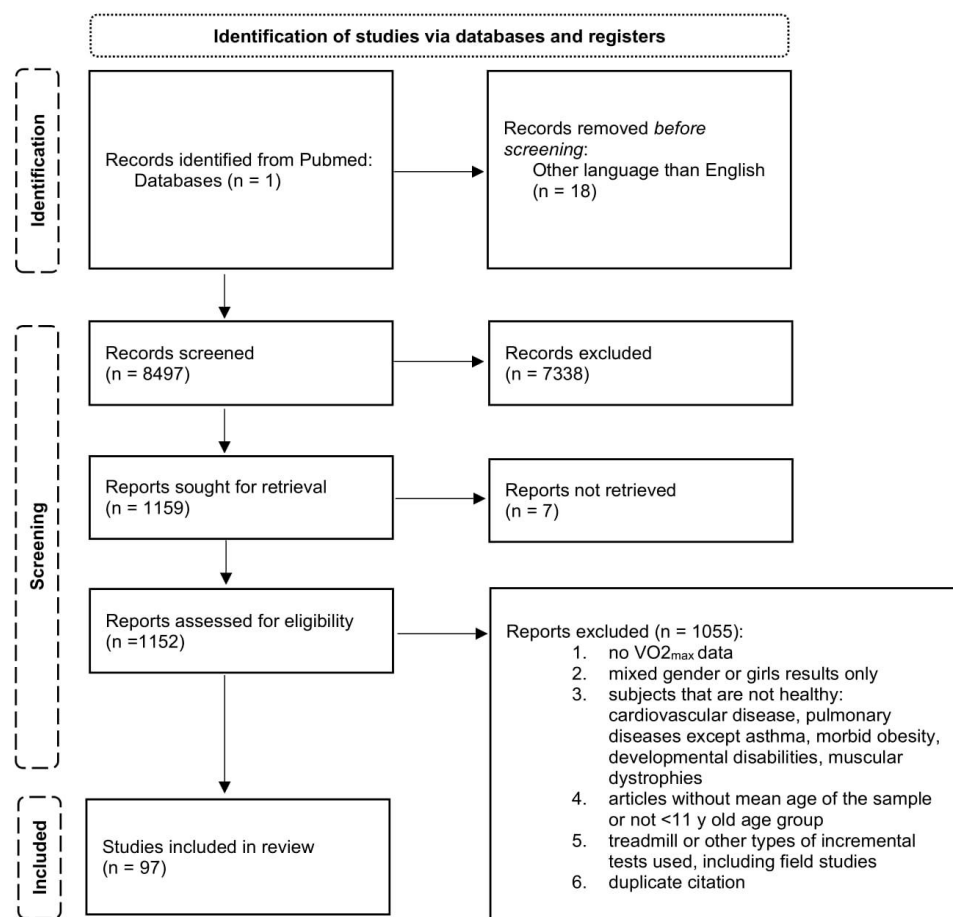 Identification of studies via databases and registers
Identification
Records identified from Pubmed:
Databases (n = 1)
Records removed before
screening:
Other language than English
(n = 18)
Screening
Records screened
(n = 8497)
Records excluded
(n = 7338)
Reports sought for retrieval
(n = 1159)
Reports not retrieved
(n = 7)
Reports assessed for eligibility
(n =1152)
Reports excluded (n = 1055):
1. no VO2max data
2. mixed gender or girls results only
3. subjects that are not healthy:
cardiovascular disease, pulmonary
diseases except asthma, morbid obesity,
developmental disabilities, muscular
dystrophies
4. articles without mean age of the sample
or not <11 y old age group
5. treadmill or other types of incremental
tests used, including field studies
6. duplicate citation
Included
Studies included in review
(n = 97)